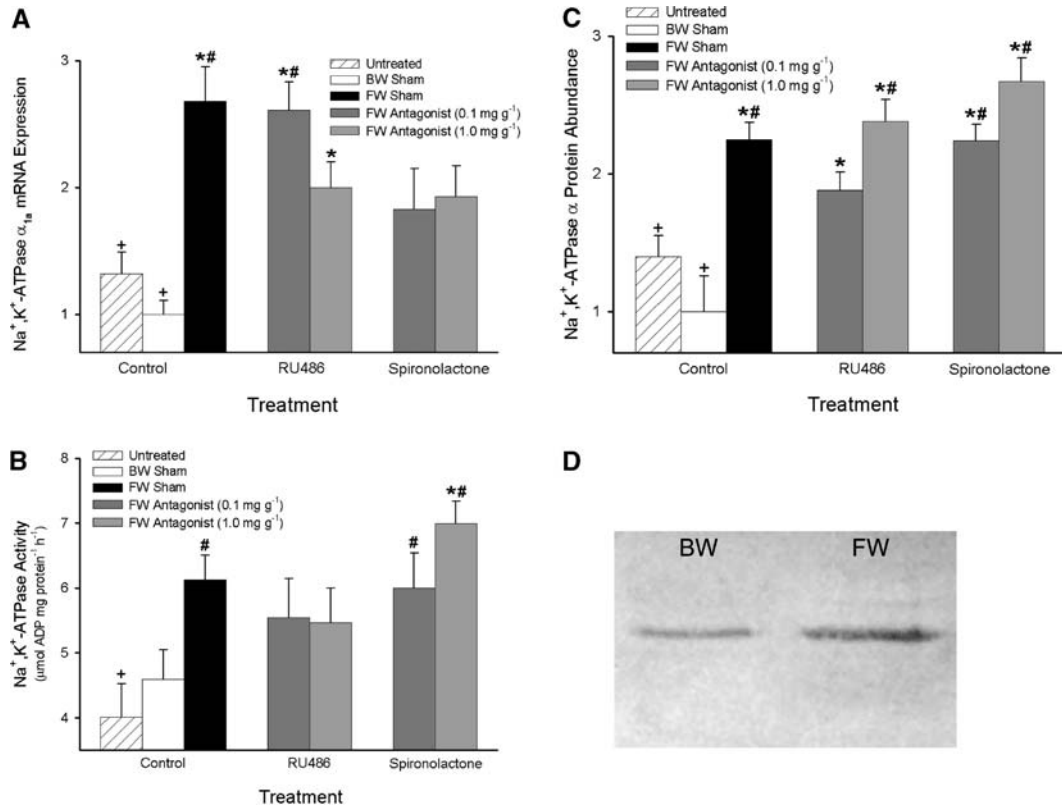 A
Untreated
BW Sham
FW Sham
FW Antagonist (0.1 mg g⁻¹)
FW Antagonist (1.0 mg g⁻¹)
Na⁺,K⁺-ATPase α₁ₐ mRNA Expression
3
2
1
+
+
*#
*#
*
Control
RU486
Spironolactone
Treatment
C
Untreated
BW Sham
FW Sham
FW Antagonist (0.1 mg g⁻¹)
FW Antagonist (1.0 mg g⁻¹)
Na⁺,K⁺-ATPase α Protein Abundance
3
2
1
+
+
*#
*
*#
*#
*#
Control
RU486
Spironolactone
Treatment
B
Untreated
BW Sham
FW Sham
FW Antagonist (0.1 mg g⁻¹)
FW Antagonist (1.0 mg g⁻¹)
Na⁺,K⁺-ATPase Activity
(μmol ADP mg protein⁻¹ h⁻¹)
8
7
6
5
4
+
#
#
*#
Control
RU486
Spironolactone
Treatment
D
BW
FW